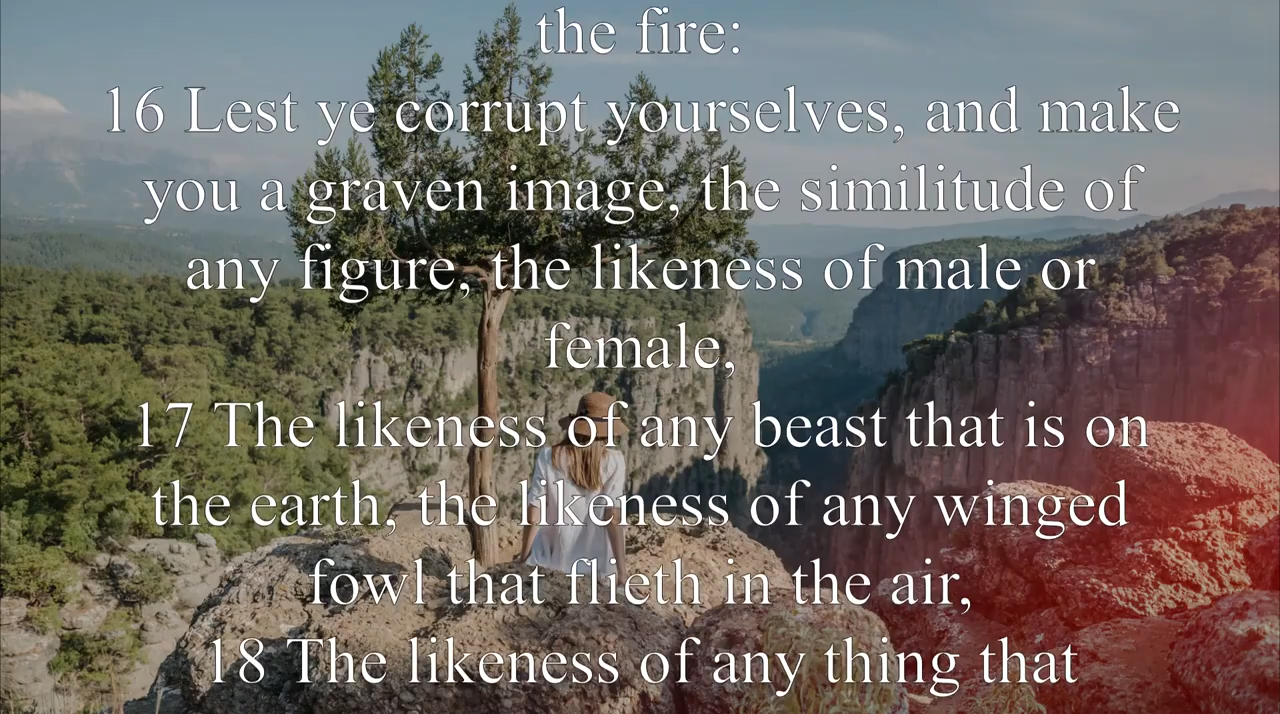 the fire:
16 Lest ye corrupt yourselves, and make
you a graven image, the similitude of
any figure, the likeness of male or
female,
17 The likeness of any beast that is on
the earth, the likeness of any winged
fowl that flieth in the air,
18 The likeness of any thing that